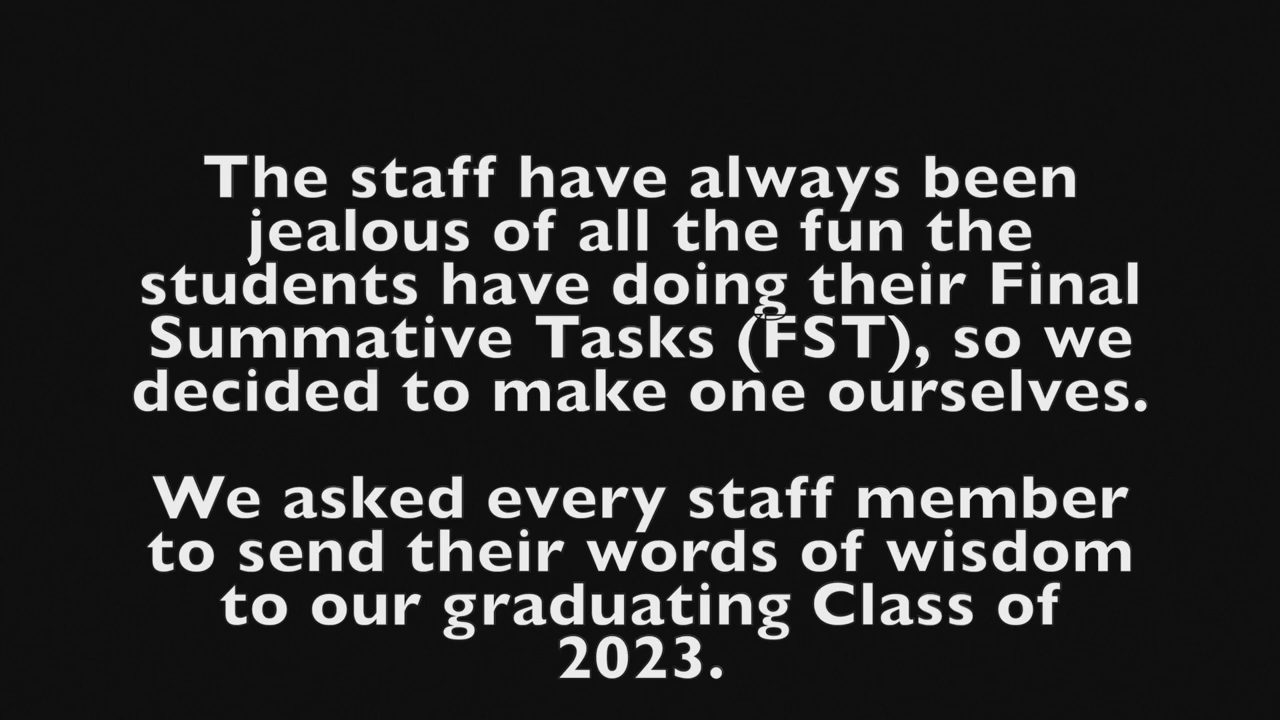 The staff have always been
jealous of all the fun the
students have doing their Final
Summative Tasks (FST), so we
decided to make one ourselves.
We asked every staff member
to send their words of wisdom
to our graduating Class of
2023.